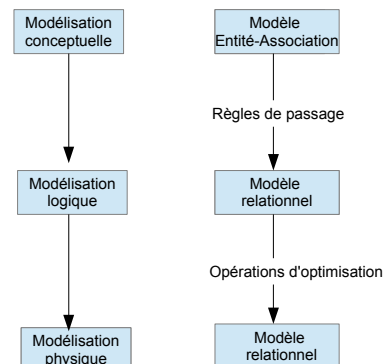 Modélisation
conceptuelle
Modèle
Entité-Association
Règles de passage
Modélisation
logique
Modèle
relationnel
Opérations d'optimisation
Modélisation
physique
Modèle
relationnel